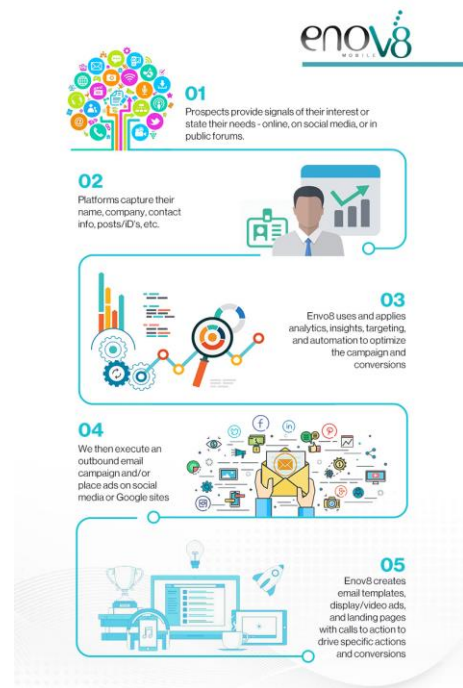 enov8
MOBILE
01
Prospects provide signals of their interest or
state their needs - online, on social media, or in
public forums.
02
Platforms capture their
name, company, contact
info, posts/iD's, etc.
03
Envo8 uses and applies
analytics, insights, targeting,
and automation to optimize
the campaign and
conversions
04
We then execute an
outbound email
campaign and/or
place ads on social
media or Google sites
05
Enov8 creates
email templates,
display/video ads,
and landing pages
with calls to action to
drive specific actions
and conversions